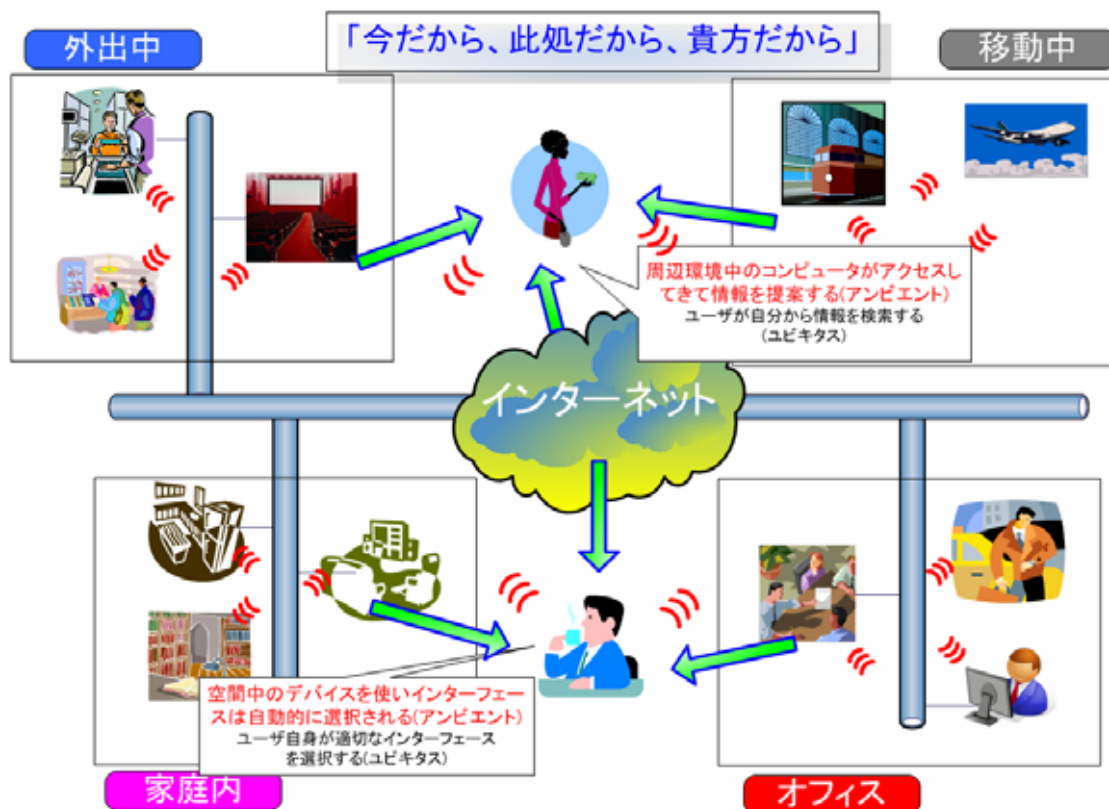 外出中
「今だから、此処だから、貴方だから」
移動中
周辺環境中のコンピュータがアクセスし
てきて情報を提案する(アンビエント)
ユーザが自分から情報を検索する
(ユビキタス)
インターネット
空間中のデバイスを使いインターフェー
スは自動的に選択される(アンビエント)
ユーザ自身が適切なインターフェース
を選択する(ユビキタス)
家庭内
オフィス